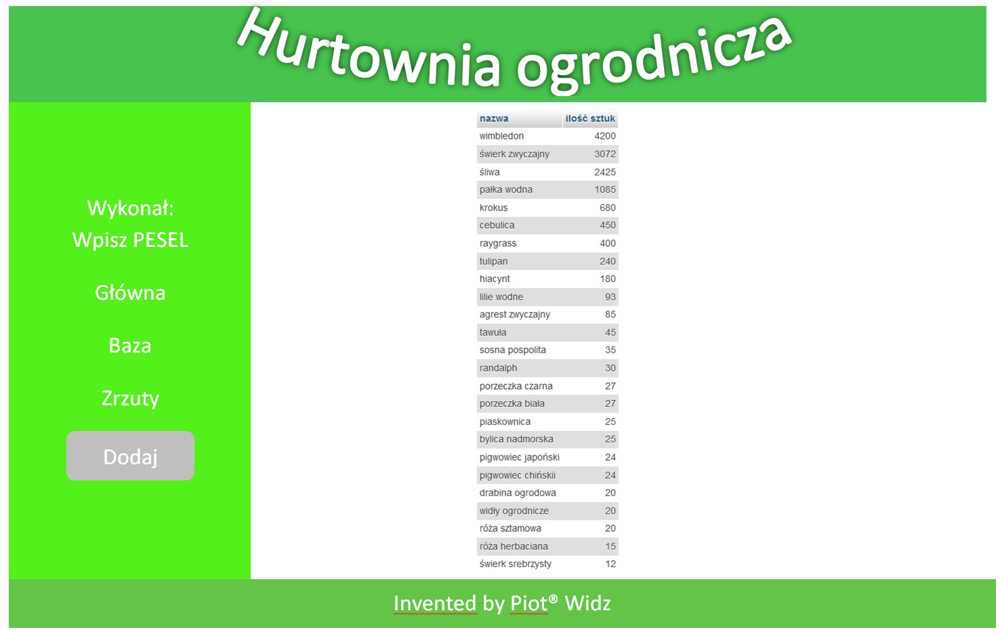 Hurtownia ogrodnicza
Wykonał:
Wpisz PESEL
Główna
Baza
Zrzuty
Dodaj
nazwa ilość sztuk
wimbledon 4200
świerk zwyczajny 3072
śliwa 2425
pałka wodna 1085
krokus 680
cebulica 450
raygrass 400
tulipan 240
hiacynt 180
lilie wodne 93
agrest zwyczajny 85
tawuła 45
sosna pospolita 35
randalph 30
porzeczka czarna 27
porzeczka biała 27
piaskownica 25
bylica nadmorska 25
pigwowiec japoński 24
pigwowiec chińskii 24
drabina ogrodowa 20
widły ogrodnicze 20
róża sztamowa 20
róża herbaciana 15
świerk srebrzysty 12
Invented by Piot® Widz